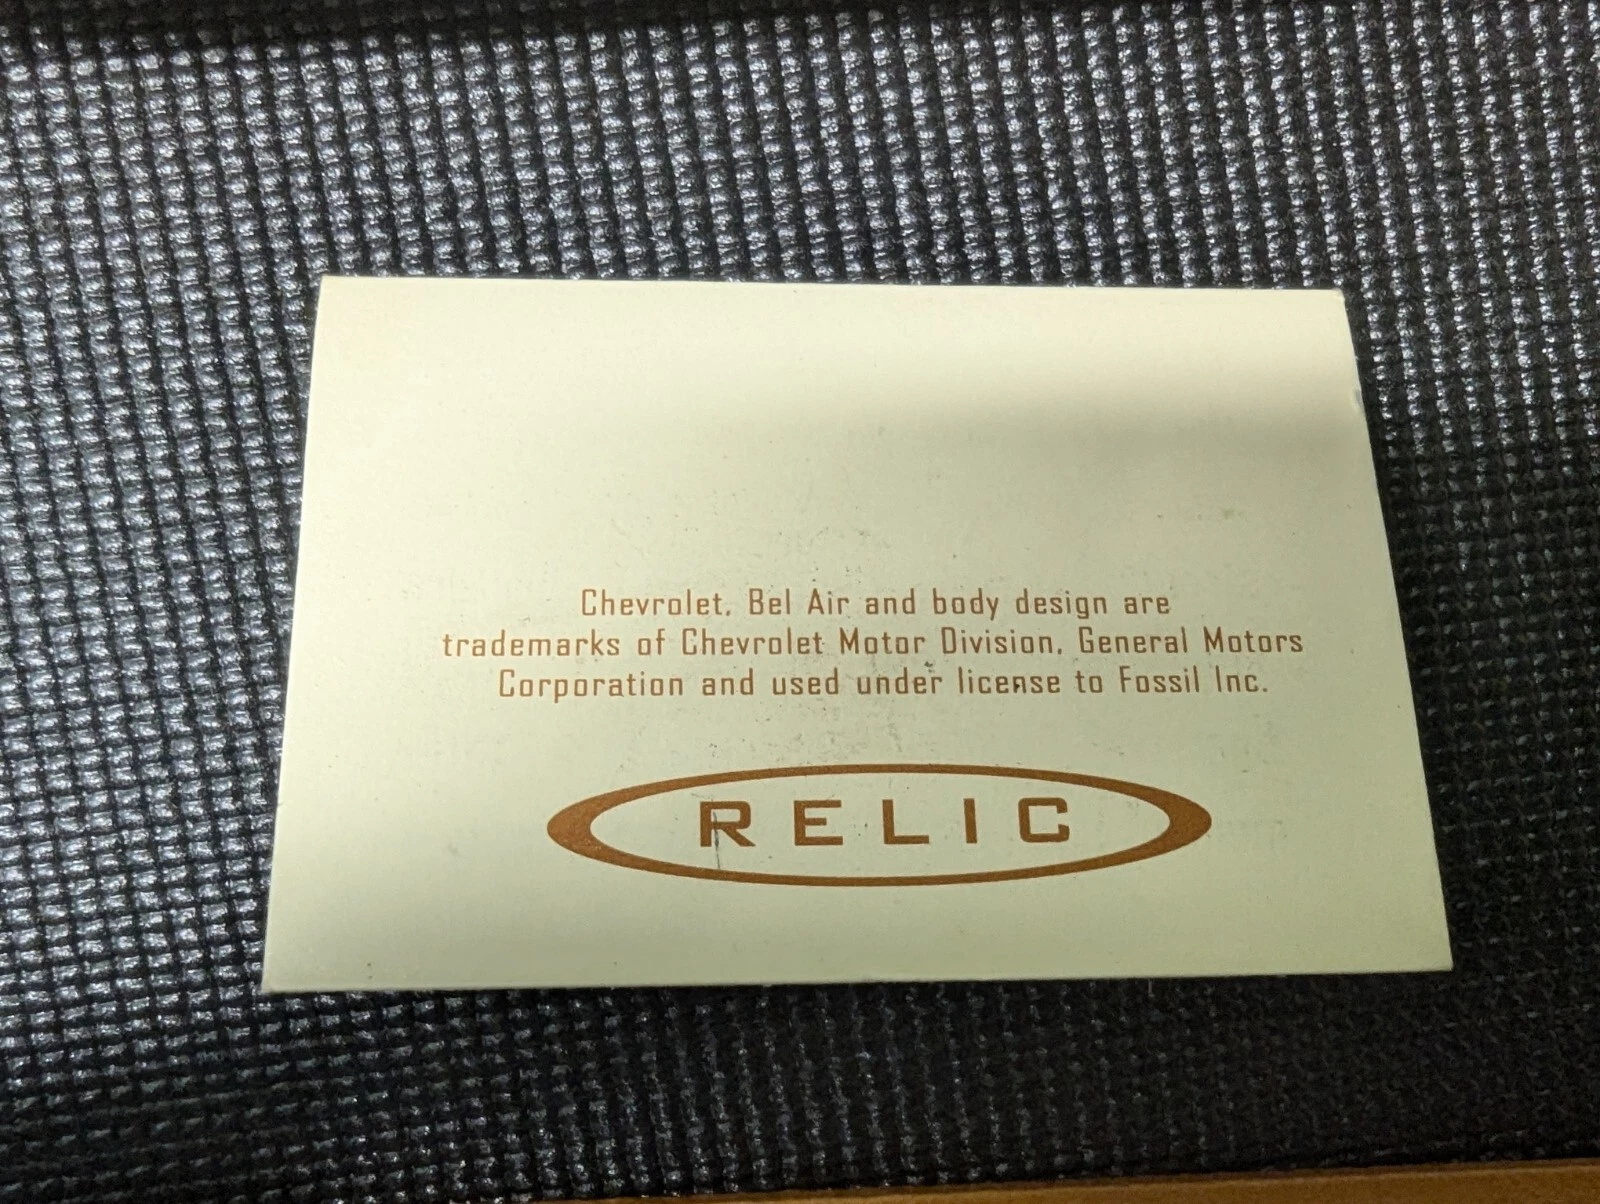 Chevrolet, Bel Air and body design are
trademarks of Chevrolet Motor Division, General Motors
Corporation and used under license to Fossil Inc.
RELIC